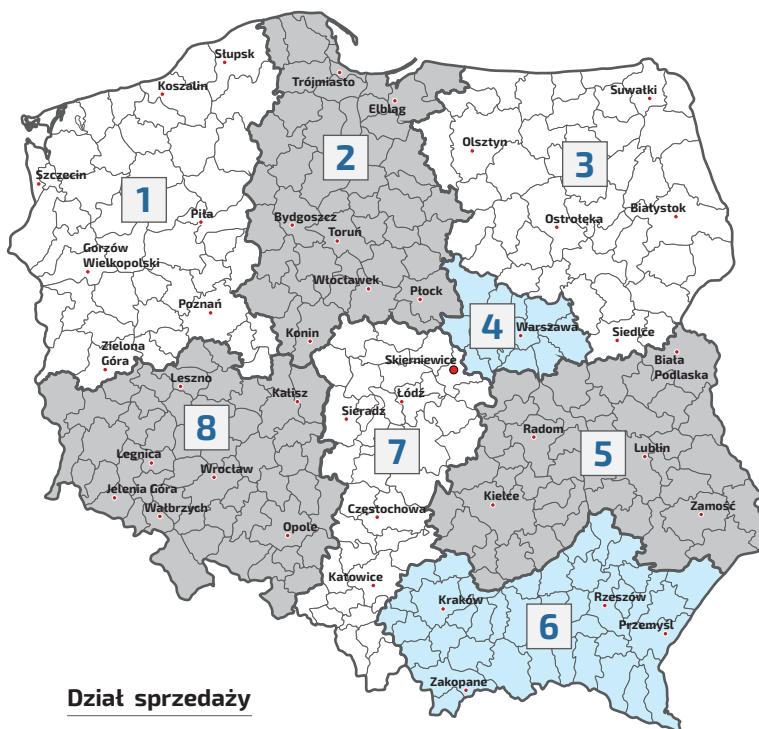 Słupsk
Koszalin
Trójmiasto
Elbląg
Suwałki
Olsztyn
Szczecin
1
2
3
Piła
Bydgoszcz
Toruń
Ostrołęka
Białystok
Gorzów
Wielkopolski
Włocławek
Płock
Poznań
Konin
4
Warszawa
Siedlce
Zielona
Góra
Skierniewice
Biała
Podlaska
Leszno
Kalisz
Łódź
Sieradz
8
7
Radom
5
Lublin
Legnica
Wrocław
Jelenia Góra
Wałbrzych
Opole
Częstochowa
Kielce
Zamość
Katowice
Kraków
6
Rzeszów
Przemyśl
Zakopane
Dział sprzedaży